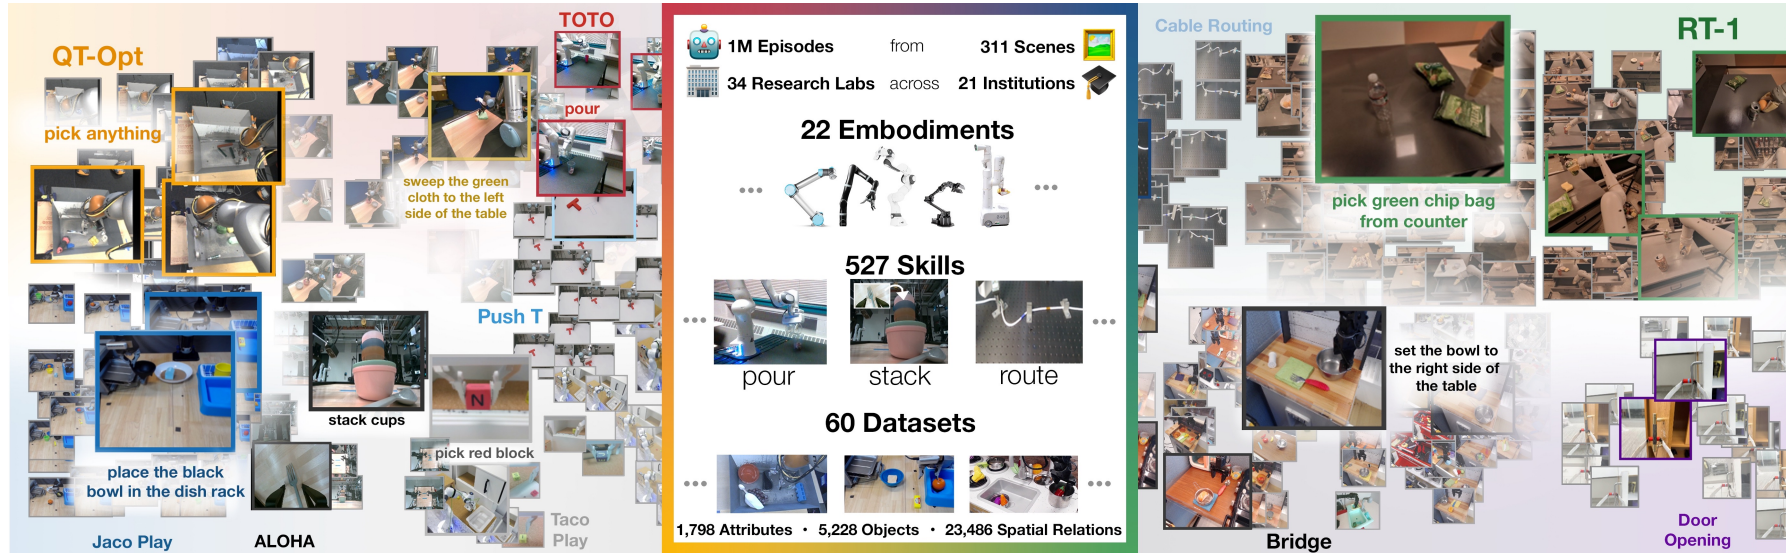 QT-Opt
pick anything
TOTO
pour
sweep the green
cloth to the left
side of the table
Push T
place the black
bowl in the dish rack
Jaco Play
stack cups
ALOHA
N
pick red block
Taco
Play
1M Episodes from 311 Scenes
34 Research Labs across 21 Institutions
22 Embodiments
527 Skills
pour stack route
60 Datasets
1,798 Attributes • 5,228 Objects • 23,486 Spatial Relations
Cable Routing
RT-1
pick green chip bag
from counter
set the bowl to
the right side of
the table
Bridge
Door
Opening